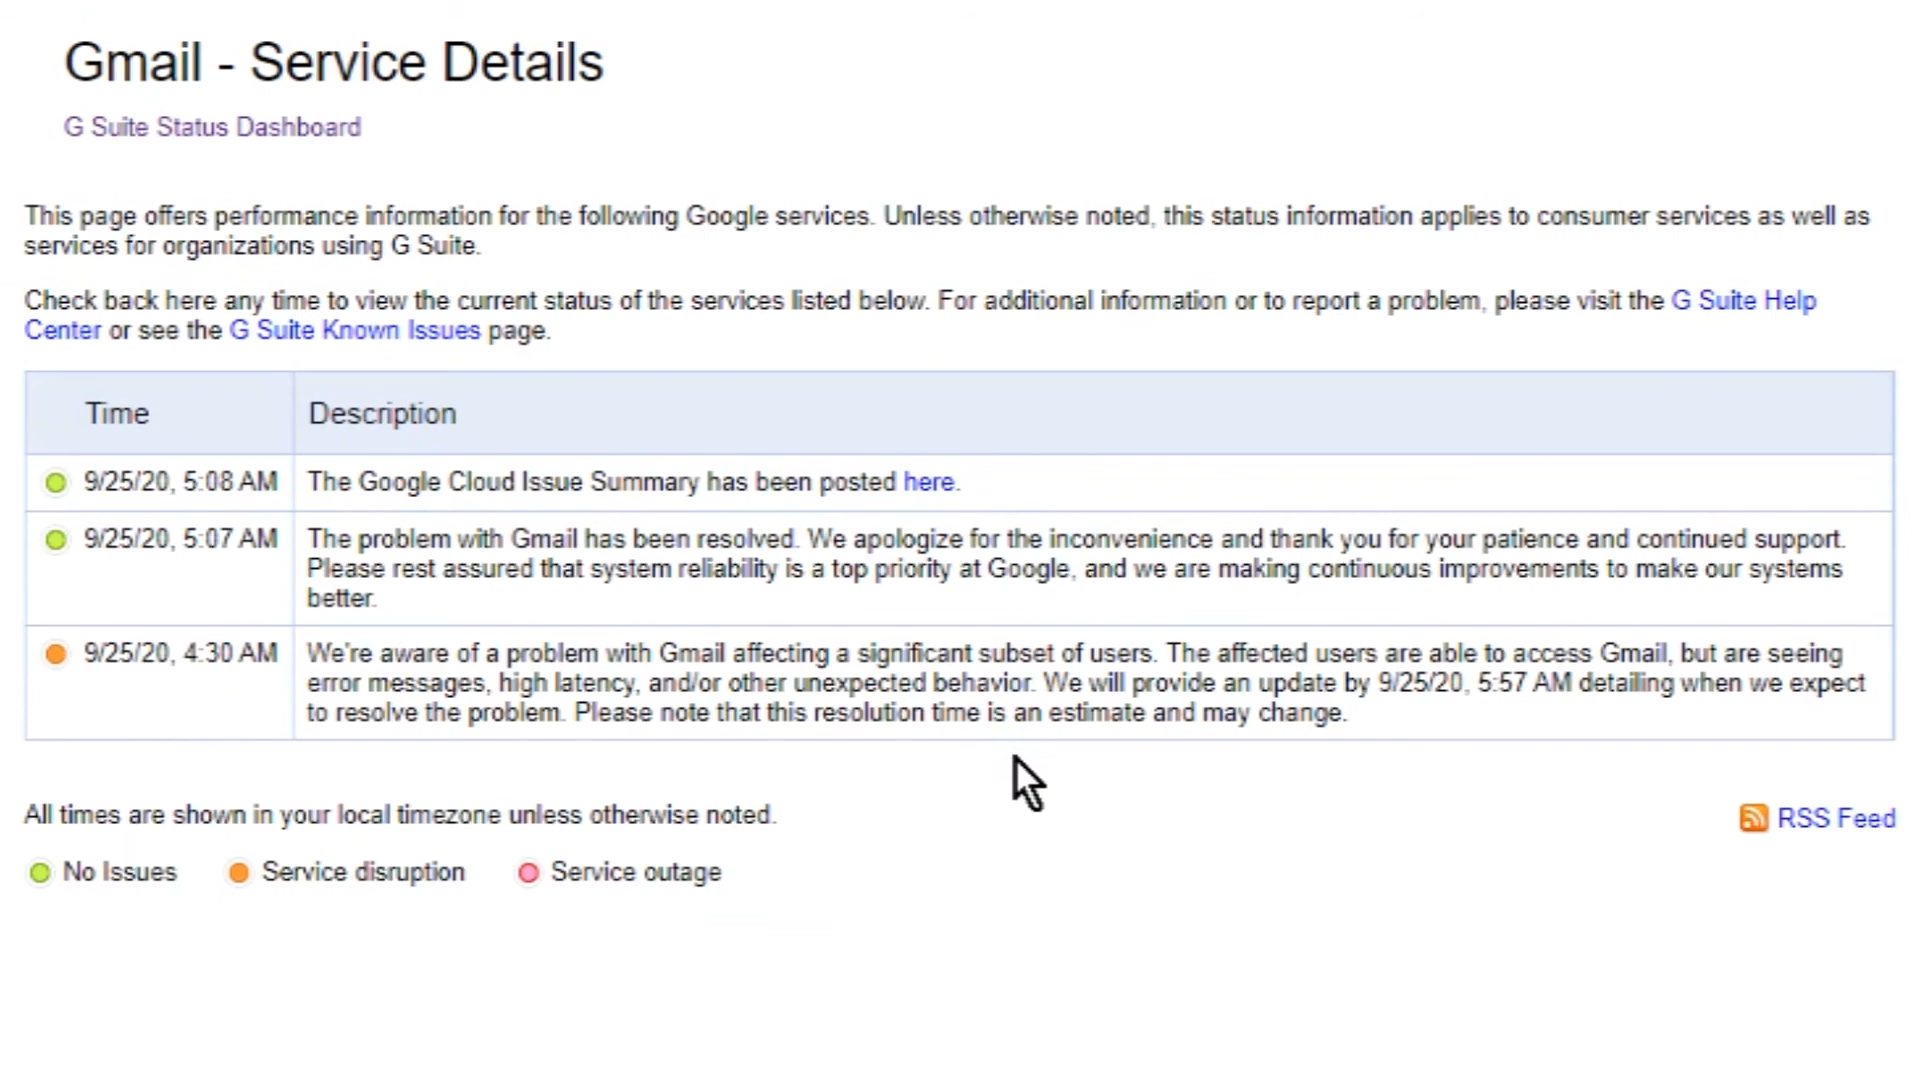 Gmail - Service Details
G Suite Status Dashboard
This page offers performance information for the following Google services. Unless otherwise noted, this status information applies to consumer services as well as
services for organizations using G Suite.
Check back here any time to view the current status of the services listed below. For additional information or to report a problem, please visit the G Suite Help
Center or see the G Suite Known Issues page.
Time Description
9/25/20, 5:08 AM The Google Cloud Issue Summary has been posted here.
9/25/20, 5:07 AM The problem with Gmail has been resolved. We apologize for the inconvenience and thank you for your patience and continued support.
Please rest assured that system reliability is a top priority at Google, and we are making continuous improvements to make our systems
better.
9/25/20, 4:30 AM We're aware of a problem with Gmail affecting a significant subset of users. The affected users are able to access Gmail, but are seeing
error messages, high latency, and/or other unexpected behavior. We will provide an update by 9/25/20, 5:57 AM detailing when we expect
to resolve the problem. Please note that this resolution time is an estimate and may change.
All times are shown in your local timezone unless otherwise noted. RSS Feed
No Issues Service disruption Service outage